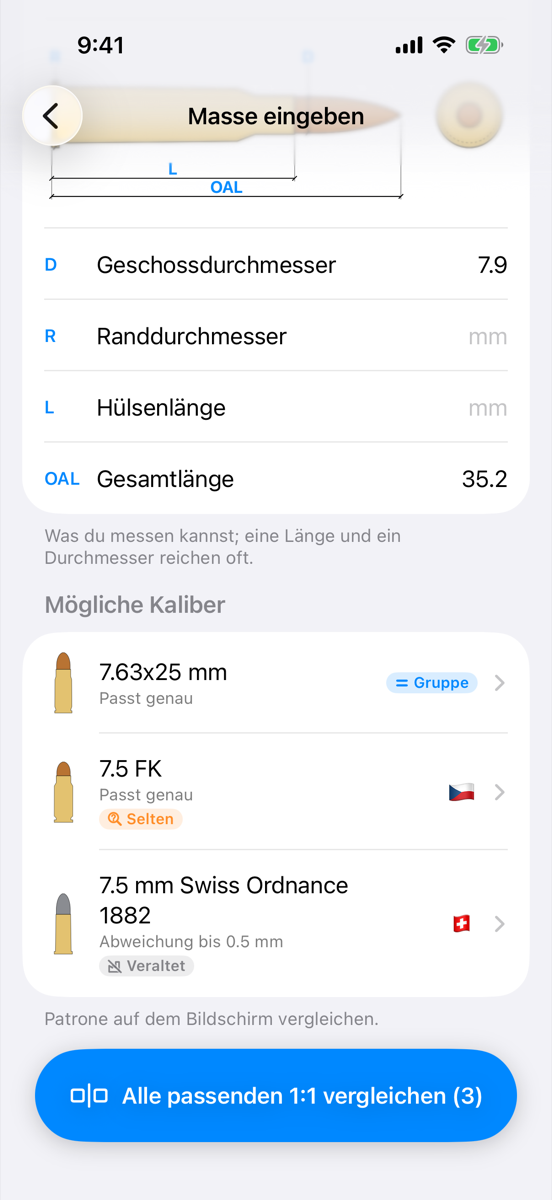 9:41
Masse eingeben
L
OAL
D Geschossdurchmesser 7.9
R Randdurchmesser mm
L Hülsenlänge mm
OAL Gesamtlänge 35.2
Was du messen kannst; eine Länge und ein
Durchmesser reichen oft.
Mögliche Kaliber
7.63x25 mm
Passt genau
= Gruppe
7.5 FK
Passt genau
Selten
7.5 mm Swiss Ordnance
1882
Abweichung bis 0.5 mm
Veraltet
Patrone auf dem Bildschirm vergleichen.
Alle passenden 1:1 vergleichen (3)